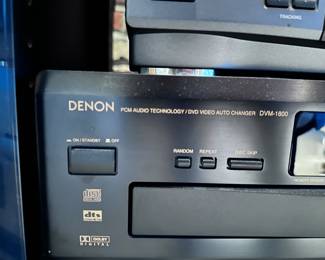 TRACKING
DENON PCM AUDIO TECHNOLOGY / DVD VIDEO AUTO CHANGER DVM-1800
ON / STANDBY OFF
RANDOM REPEAT DISC SKIP
disc
dts
DOLBY
DIGITAL